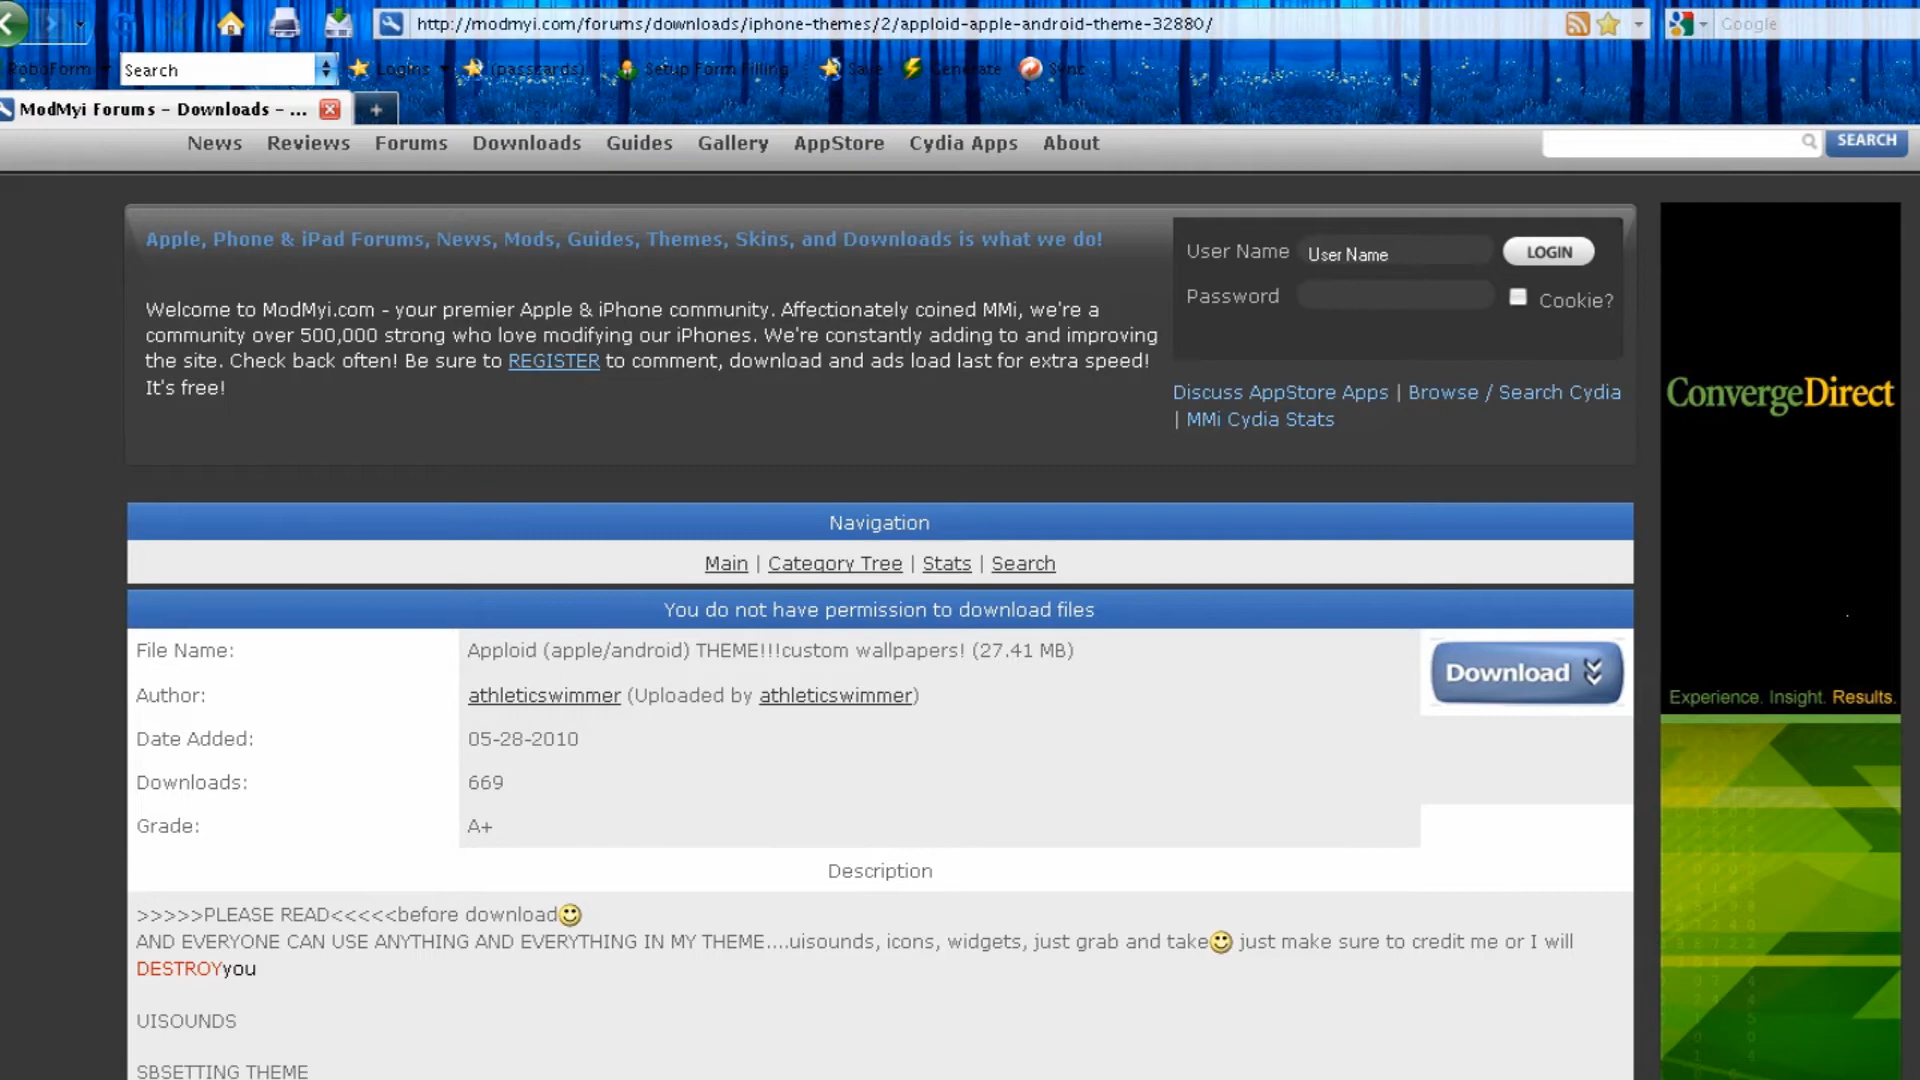 http://modmyi.com/forums/downloads/iphone-themes/2/apploid-apple-android-theme-32880/
Google
RoboForm Search Logins (passcards) Setup Form Filling Save Generate Sync
ModMyi Forums - Downloads - ...
News Reviews Forums Downloads Guides Gallery AppStore Cydia Apps About
SEARCH
Apple, Phone & iPad Forums, News, Mods, Guides, Themes, Skins, and Downloads is what we do!
Welcome to ModMyi.com - your premier Apple & iPhone community. Affectionately coined MMi, we're a
community over 500,000 strong who love modifying our iPhones. We're constantly adding to and improving
the site. Check back often! Be sure to REGISTER to comment, download and ads load last for extra speed!
It's free!
User Name User Name LOGIN
Password Cookie?
Discuss AppStore Apps | Browse / Search Cydia
| MMi Cydia Stats
ConvergeDirect
Experience. Insight. Results.
Navigation
Main | Category Tree | Stats | Search
You do not have permission to download files
File Name: Apploid (apple/android) THEME!!!custom wallpapers! (27.41 MB)
Download
Author: athleticswimmer (Uploaded by athleticswimmer)
Date Added: 05-28-2010
Downloads: 669
Grade: A+
Description
>>>>>PLEASE READ<<<<<before download
AND EVERYONE CAN USE ANYTHING AND EVERYTHING IN MY THEME....uisounds, icons, widgets, just grab and take just make sure to credit me or I will
DESTROYyou
UISOUNDS
SBSETTING THEME